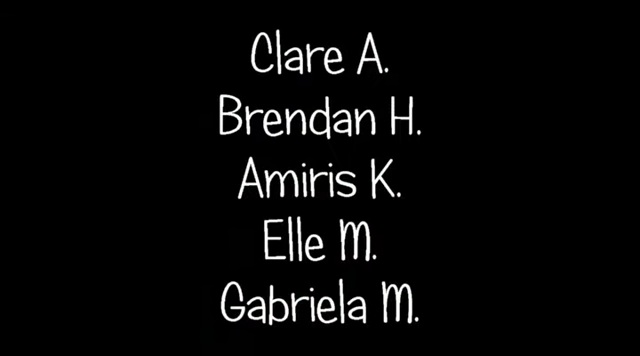 Clare A.
Brendan H.
Amiris K.
Elle M.
Gabriela M.